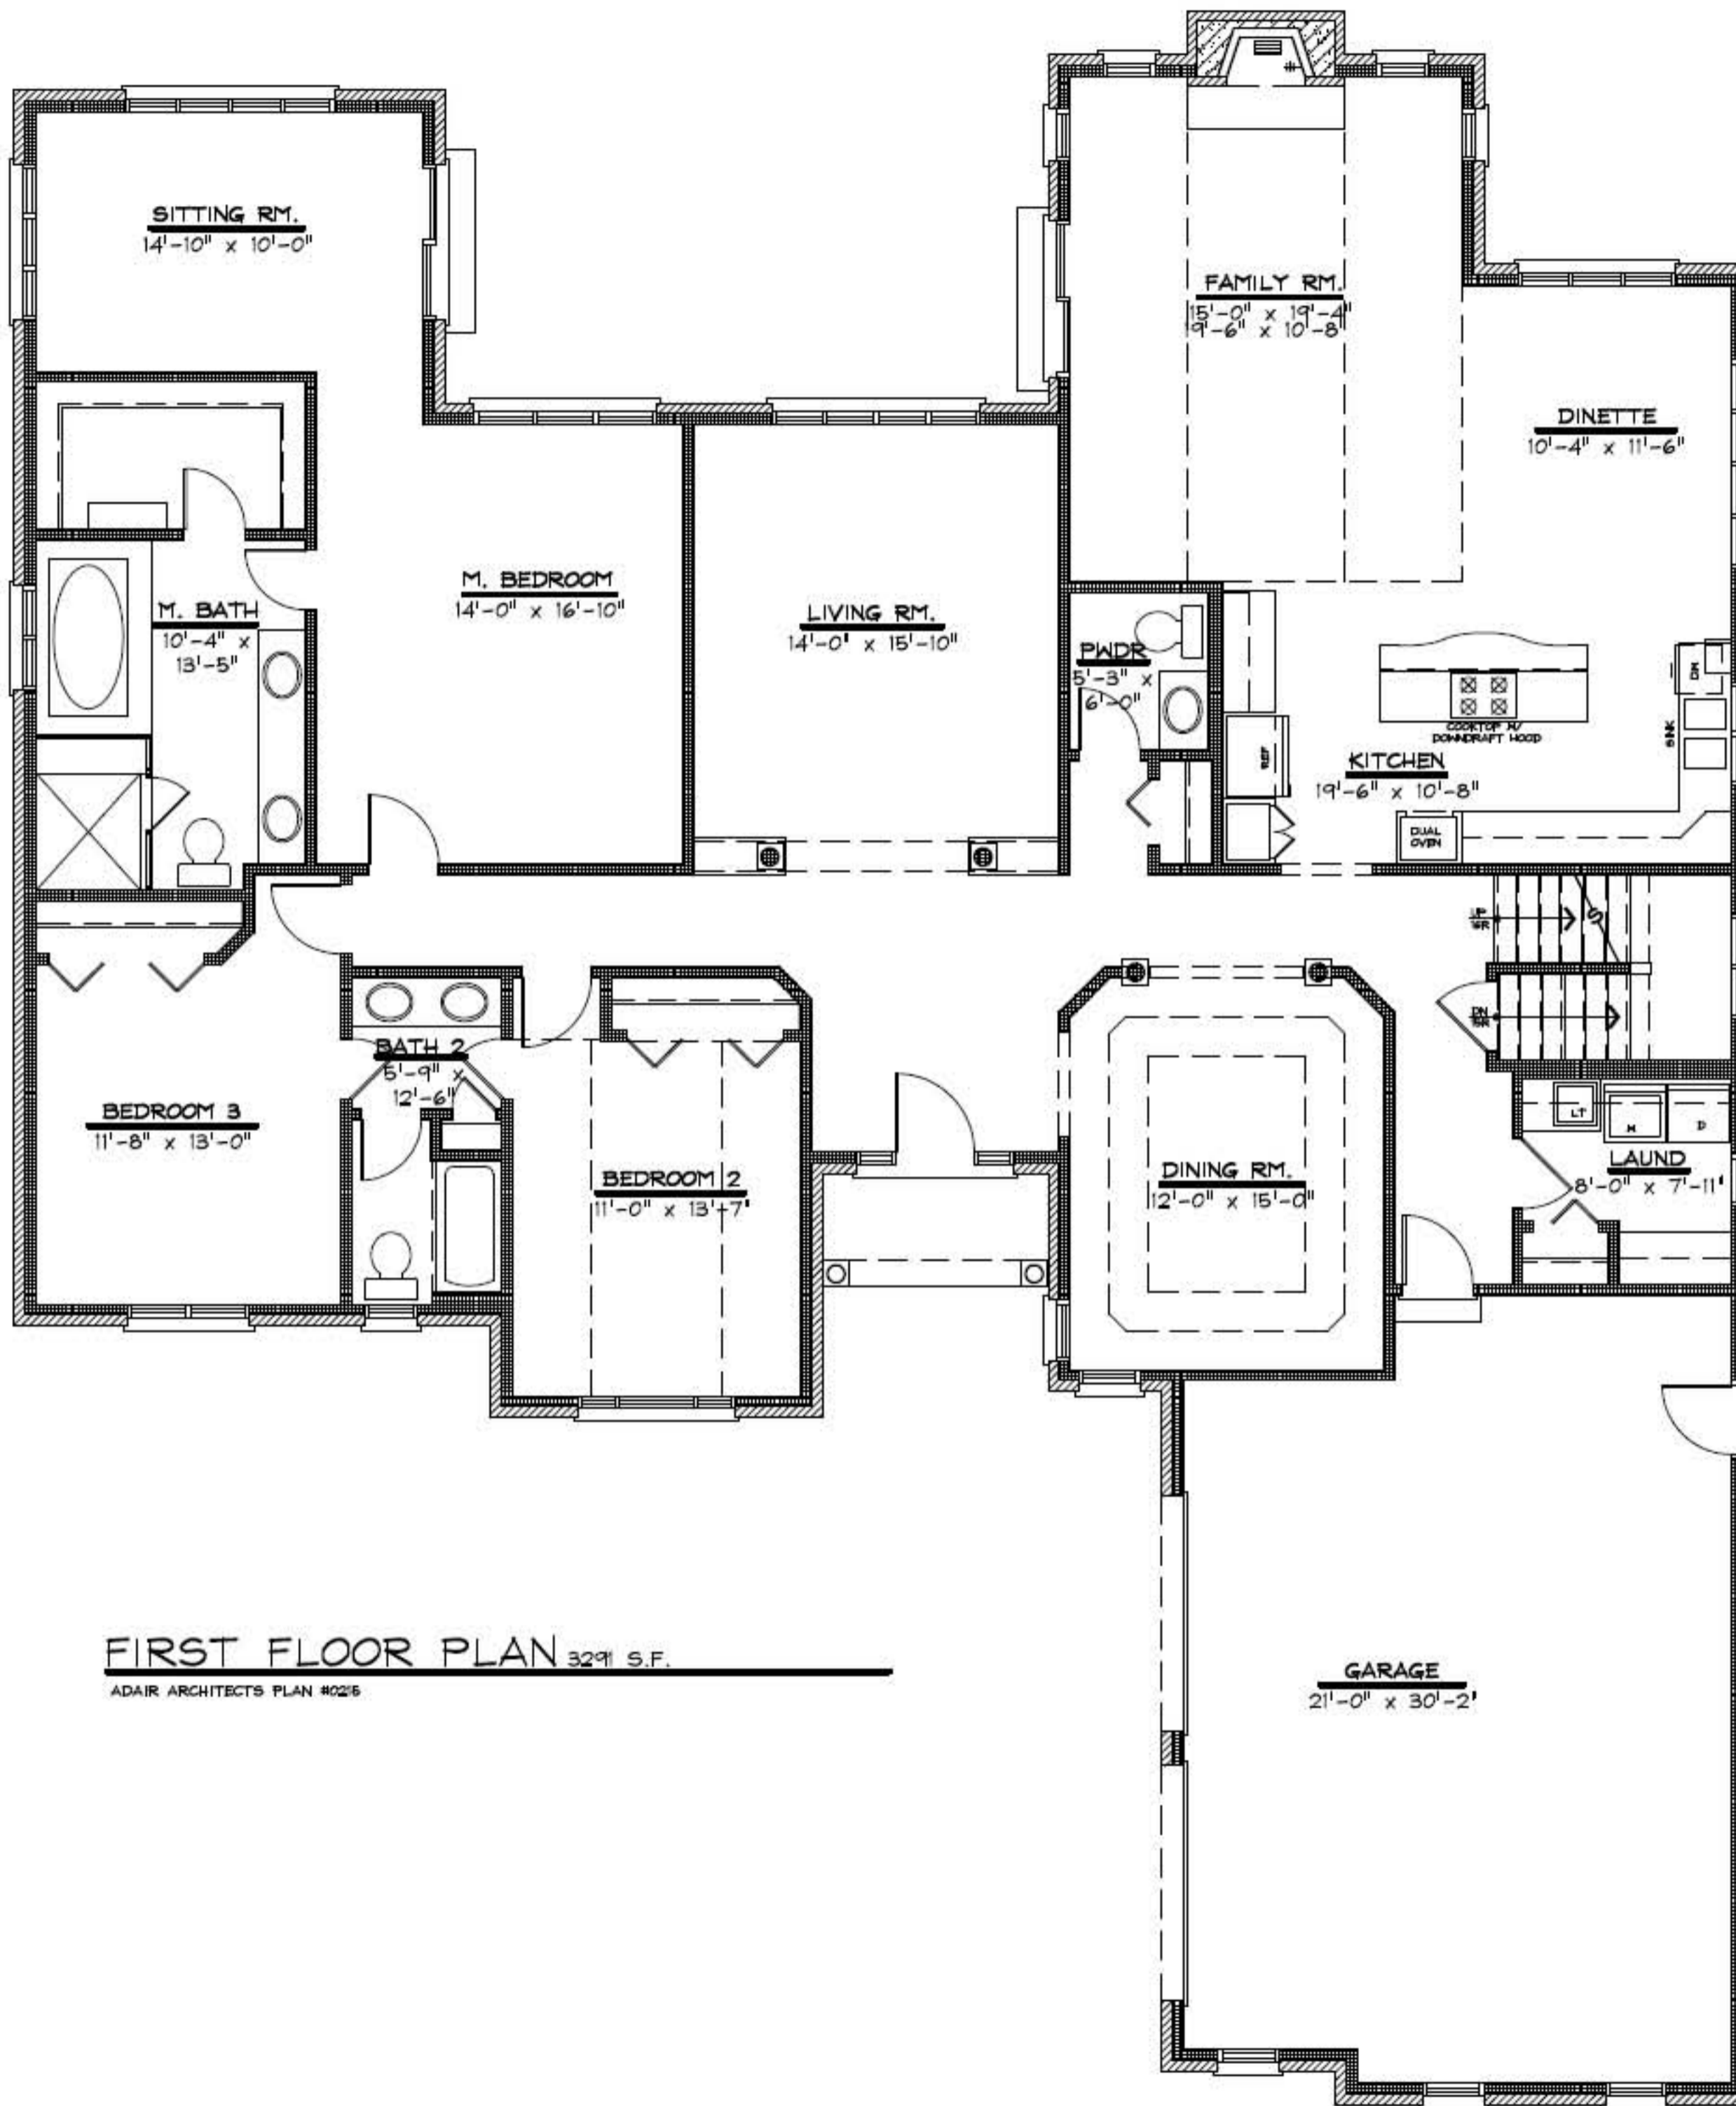 SITTING RM.
14'-10" x 10'-0"
FAMILY RM.
15'-0" x 19'-4"
19'-6" x 10'-8"
DINETTE
10'-4" x 11'-6"
M. BEDROOM
14'-0" x 16'-10"
M. BATH
10'-4" x
13'-5"
LIVING RM.
14'-0" x 15'-10"
PWDR
5'-3" x
6'-0"
DW
SINK
COOKTOP W/
DOWNDRAFT HOOD
REF
KITCHEN
19'-6" x 10'-8"
DUAL
OVEN
UP
DN
BATH 2
5'-9" x
12'-6"
BEDROOM 3
11'-8" x 13'-0"
LT
W
D
BEDROOM 2
11'-0" x 13'-7"
DINING RM.
12'-0" x 15'-0"
LAUND
8'-0" x 7'-11"
FIRST FLOOR PLAN 3291 S.F.
ADAIR ARCHITECTS PLAN
GARAGE
21'-0" x 30'-2"